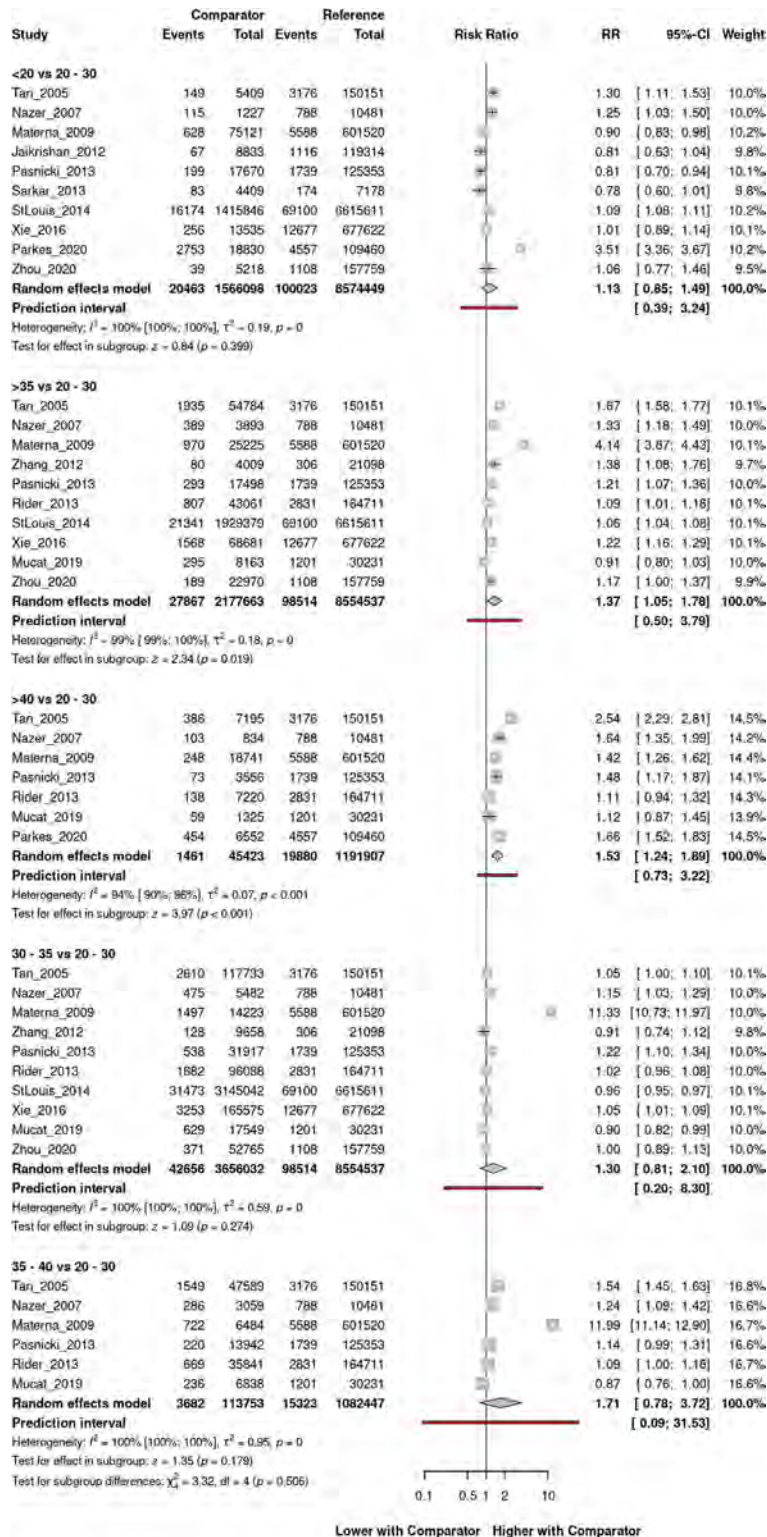 Comparator Reference
Study Events Total Events Total Risk Ratio RR 95%-CI Weight
<20 vs 20 - 30
Tan_2005 149 5409 3176 150151 1.30 [ 1.11; 1.53] 10.0%
Nazer_2007 115 1227 788 10481 1.25 [ 1.03; 1.50] 10.0%
Materna_2009 628 75121 5588 601520 0.90 [ 0.83; 0.98] 10.2%
Jaikrishan_2012 67 8833 1116 119314 0.81 [ 0.63; 1.04] 9.8%
Pasnicki_2013 199 17670 1739 125353 0.81 [ 0.70; 0.94] 10.0%
Sarkar_2013 83 4409 174 7178 0.78 [ 0.60; 1.01] 9.8%
StLouis_2014 16174 1415846 69100 6615611 1.09 [ 1.08; 1.11] 10.2%
Xie_2016 256 13535 12677 677622 1.01 [ 0.89; 1.14] 10.1%
Parkes_2020 2753 18830 4557 109460 3.51 [ 3.36; 3.67] 10.2%
Zhou_2020 39 5218 1108 157759 1.06 [ 0.77; 1.46] 9.5%
Random effects model 20463 1566098 100023 8574449 1.13 [ 0.85; 1.49] 100.0%
Prediction interval [ 0.39; 3.24]
Heterogeneity: I² = 100% [100%; 100%], τ² = 0.19, p = 0
Test for effect in subgroup: z = 0.84 (p = 0.399)
>35 vs 20 - 30
Tan_2005 1935 54784 3176 150151 1.67 [ 1.58; 1.77] 10.1%
Nazer_2007 389 3893 788 10481 1.33 [ 1.18; 1.49] 10.0%
Materna_2009 970 25225 5588 601520 4.14 [ 3.87; 4.43] 10.1%
Zhang_2012 80 4009 306 21098 1.38 [ 1.08; 1.76] 9.7%
Pasnicki_2013 293 17498 1739 125353 1.21 [ 1.07; 1.36] 10.0%
Rider_2013 807 43061 2831 164711 1.09 [ 1.01; 1.18] 10.1%
StLouis_2014 21341 1929379 69100 6615611 1.06 [ 1.04; 1.08] 10.1%
Xie_2016 1568 68681 12677 677622 1.22 [ 1.16; 1.29] 10.1%
Mucat_2019 295 8163 1201 30231 0.91 [ 0.80; 1.03] 10.0%
Zhou_2020 189 22970 1108 157759 1.17 [ 1.00; 1.37] 9.9%
Random effects model 27867 2177663 98514 8554537 1.37 [ 1.05; 1.78] 100.0%
Prediction interval [ 0.50; 3.79]
Heterogeneity: I² = 99% [ 99%; 100%], τ² = 0.18, p = 0
Test for effect in subgroup: z = 2.34 (p = 0.019)
>40 vs 20 - 30
Tan_2005 386 7195 3176 150151 2.54 [ 2.29; 2.81] 14.5%
Nazer_2007 103 834 788 10481 1.64 [ 1.35; 1.99] 14.0%
Materna_2009 248 18741 5588 601520 1.42 [ 1.26; 1.62] 14.4%
Pasnicki_2013 73 3556 1739 125353 1.48 [ 1.17; 1.87] 14.1%
Rider_2013 138 7220 2831 164711 1.11 [ 0.94; 1.32] 14.3%
Mucat_2019 59 1325 1201 30231 1.12 [ 0.87; 1.45] 13.9%
Parkes_2020 454 6552 4557 109460 1.66 [ 1.52; 1.83] 14.5%
Random effects model 1461 45423 19880 1191907 1.53 [ 1.24; 1.89] 100.0%
Prediction interval [ 0.73; 3.22]
Heterogeneity: I² = 94% [ 90%; 96%], τ² = 0.07, p < 0.001
Test for effect in subgroup: z = 3.97 (p < 0.001)
30 - 35 vs 20 - 30
Tan_2005 2610 117733 3176 150151 1.05 [ 1.00; 1.10] 10.1%
Nazer_2007 475 5482 788 10481 1.15 [ 1.03; 1.29] 10.0%
Materna_2009 1497 14223 5588 601520 11.33 [10.73; 11.97] 10.0%
Zhang_2012 128 9658 306 21098 0.91 [ 0.74; 1.12] 9.8%
Pasnicki_2013 538 31917 1739 125353 1.22 [ 1.10; 1.34] 10.0%
Rider_2013 1682 96088 2831 164711 1.02 [ 0.96; 1.08] 10.0%
StLouis_2014 31473 3145042 69100 6615611 0.96 [ 0.95; 0.97] 10.1%
Xie_2016 3253 165575 12677 677622 1.05 [ 1.01; 1.09] 10.1%
Mucat_2019 629 17549 1201 30231 0.90 [ 0.82; 0.99] 10.0%
Zhou_2020 371 52765 1108 157759 1.00 [ 0.89; 1.13] 10.0%
Random effects model 42656 3656032 98514 8554537 1.30 [ 0.81; 2.10] 100.0%
Prediction interval [ 0.20; 8.30]
Heterogeneity: I² = 100% [100%; 100%], τ² = 0.59, p = 0
Test for effect in subgroup: z = 1.09 (p = 0.274)
35 - 40 vs 20 - 30
Tan_2005 1549 47589 3176 150151 1.54 [ 1.45; 1.63] 16.8%
Nazer_2007 286 3059 788 10481 1.24 [ 1.09; 1.42] 16.6%
Materna_2009 722 6484 5588 601520 11.99 [11.14; 12.90] 16.7%
Pasnicki_2013 220 13942 1739 125353 1.14 [ 0.99; 1.31] 16.6%
Rider_2013 669 35841 2831 164711 1.09 [ 1.00; 1.18] 16.7%
Mucat_2019 236 6838 1201 30231 0.87 [ 0.76; 1.00] 16.6%
Random effects model 3682 113753 15323 1082447 1.71 [ 0.78; 3.72] 100.0%
Prediction interval [ 0.09; 31.53]
Heterogeneity: I² = 100% [100%; 100%], τ² = 0.95, p = 0
Test for effect in subgroup: z = 1.35 (p = 0.179)
Test for subgroup differences: χ²₄ = 3.32, df = 4 (p = 0.506)
0.1 0.5 1 2 10
Lower with Comparator Higher with Comparator